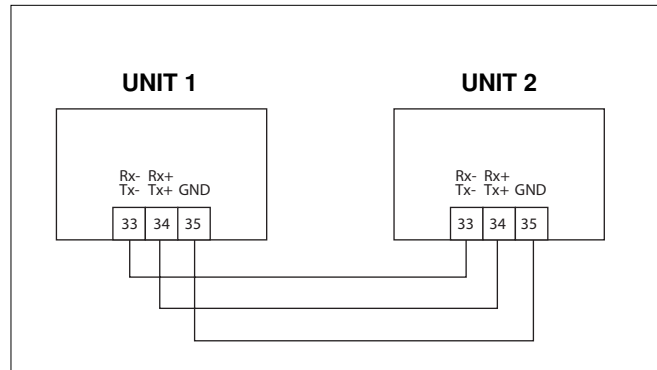 UNIT 1
UNIT 2
Rx- Rx+
Tx- Tx+ GND
33 34 35
Rx- Rx+
Tx- Tx+ GND
33 34 35